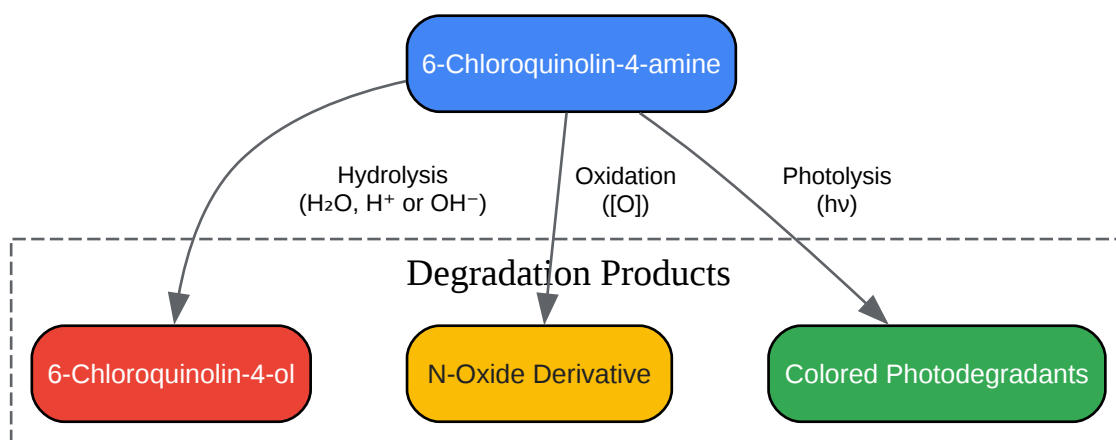 6-Chloroquinolin-4-amine
Hydrolysis
(H₂O, H⁺ or OH⁻)
Oxidation
([O])
Photolysis
(hν)
Degradation Products
6-Chloroquinolin-4-ol
N-Oxide Derivative
Colored Photodegradants